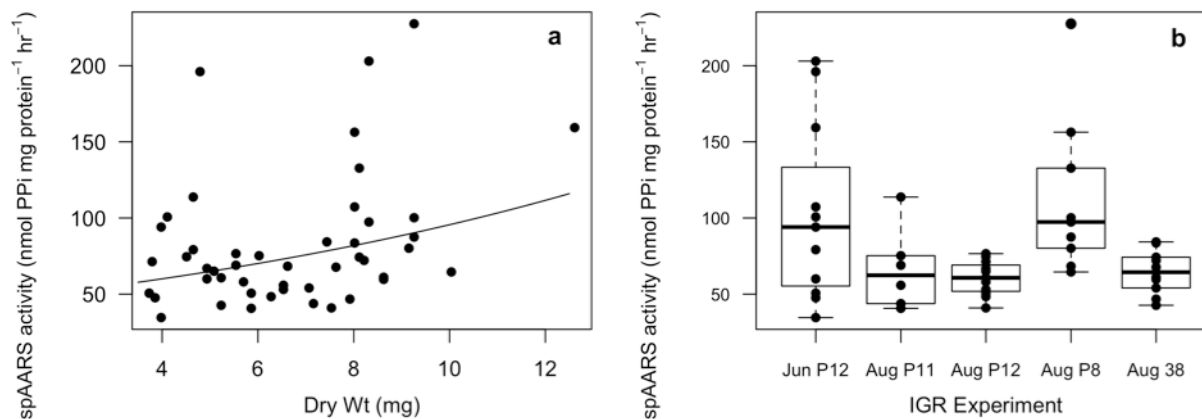 spAARS activity (nmol PPi mg protein⁻¹ hr⁻¹)
200
150
100
50
a
4 6 8 10 12
Dry Wt (mg)
spAARS activity (nmol PPi mg protein⁻¹ hr⁻¹)
200
150
100
50
b
Jun P12 Aug P11 Aug P12 Aug P8 Aug 38
IGR Experiment